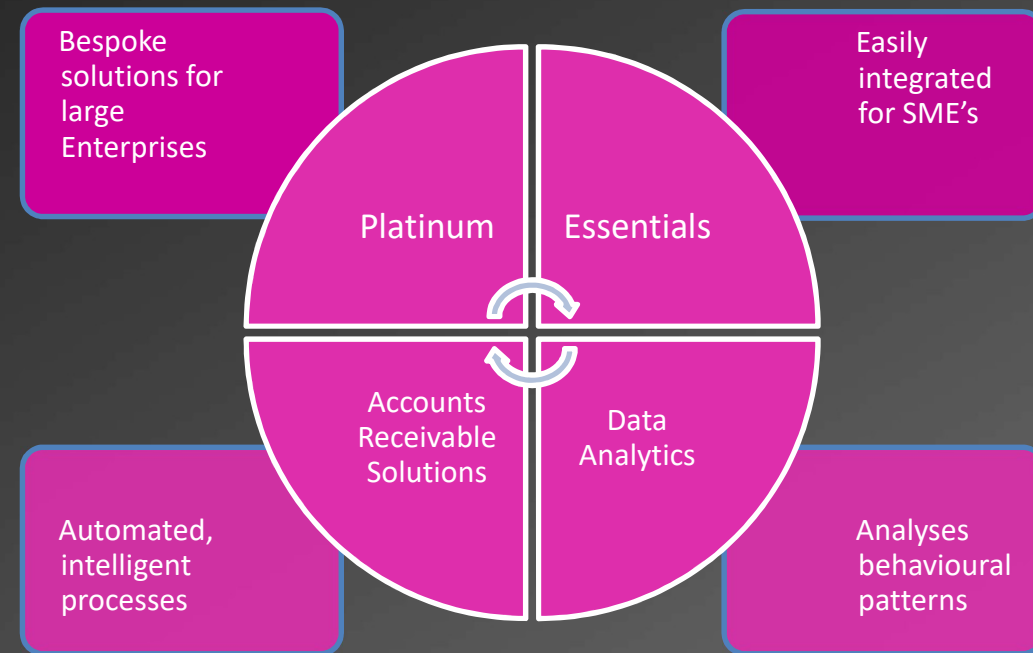 Bespoke
solutions for
large
Enterprises
Easily
integrated
for SME's
Platinum
Essentials
Accounts
Receivable
Solutions
Data
Analytics
Automated,
intelligent
processes
Analyses
behavioural
patterns